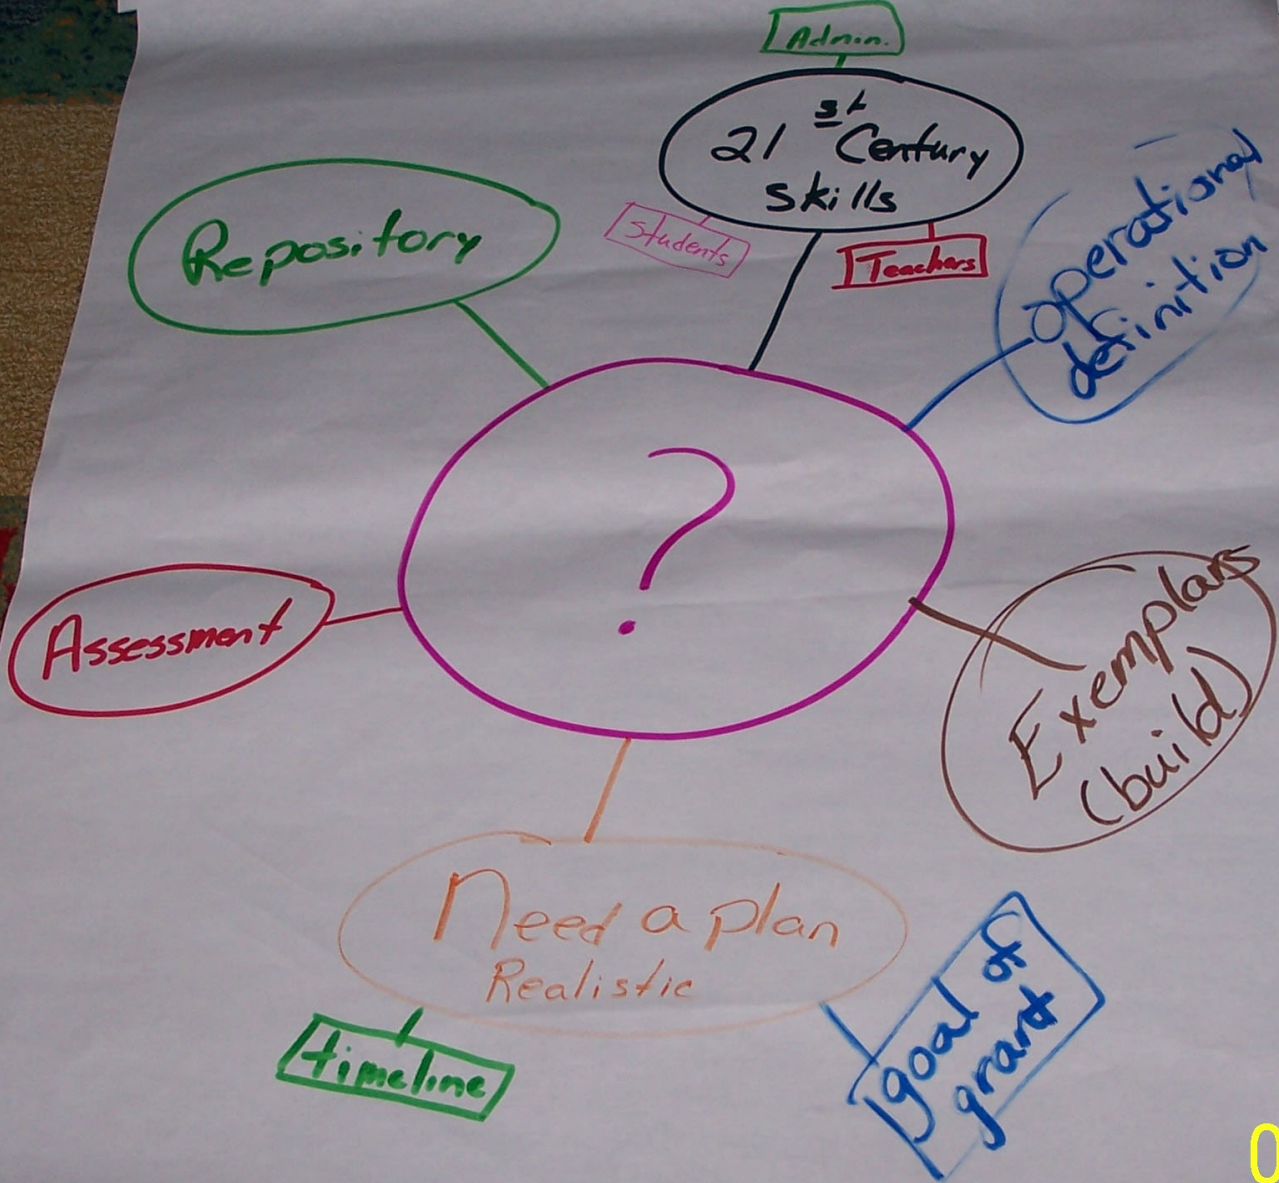 Admin.
21st Century
Skills
Students
Teachers
Repository
operational
definition
?
Assessment
Exemplars
(build)
Need a plan
Realistic
timeline
goal of
grant
0